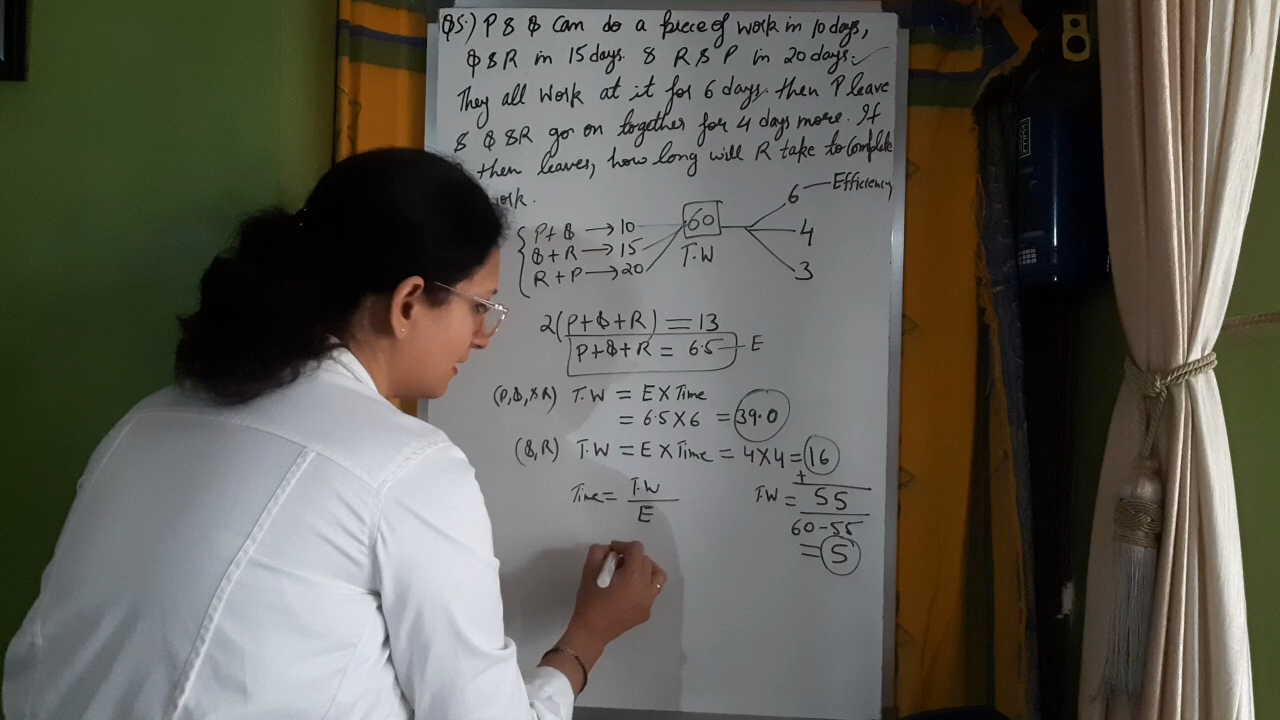 Q5.) P & Q Can do a piece of work in 10 days,
Q & R in 15 days. & R & P in 20 days.
They all work at it for 6 days. then P leave
& Q & R go on together for 4 days more. If
then leaves, how long will R take to Complete
work.
6 — Efficiency
P + Q → 10 60 4
Q + R → 15 T.W
R + P → 20 3
2(P+Q+R) = 13
P+Q+R = 6.5 — E
(P,Q,&R) T.W = E X Time
= 6.5 X 6 = 39.0
(Q,R) T.W = E X Time = 4 X 4 = 16
+
Time = T.W / E T.W = 55
60 - 55
= 5